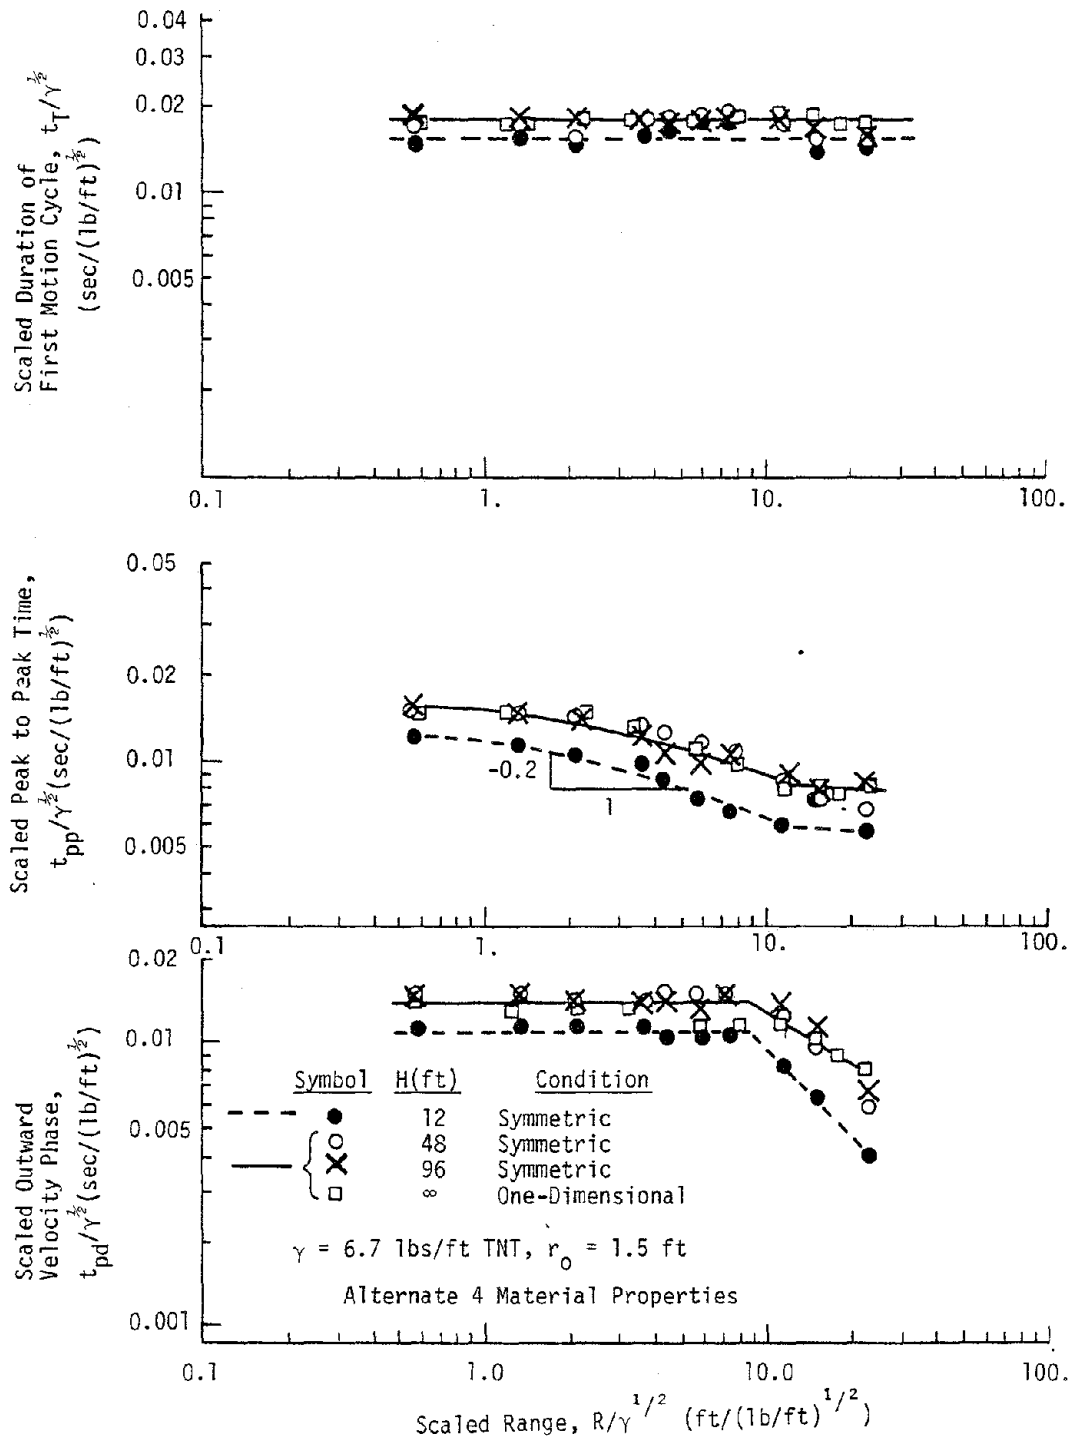 Scaled Duration of
First Motion Cycle, t_T/γ^½
(sec/(lb/ft)^½)
0.04
0.03
0.02
0.01
0.005
0.1 1. 10. 100.
Scaled Peak to Peak Time,
t_pp/γ^½(sec/(lb/ft)^½)
0.05
0.02
0.01
0.005
-0.2
1
0.1 1. 10. 100.
Scaled Outward
Velocity Phase,
t_pd/γ^½(sec/(lb/ft)^½)
0.02
0.01
0.005
0.001
Symbol H(ft) Condition
12 Symmetric
48 Symmetric
96 Symmetric
∞ One-Dimensional
γ = 6.7 lbs/ft TNT, r_o = 1.5 ft
Alternate 4 Material Properties
0.1 1.0 10.0 100.
Scaled Range, R/γ^1/2 (ft/(lb/ft)^1/2)